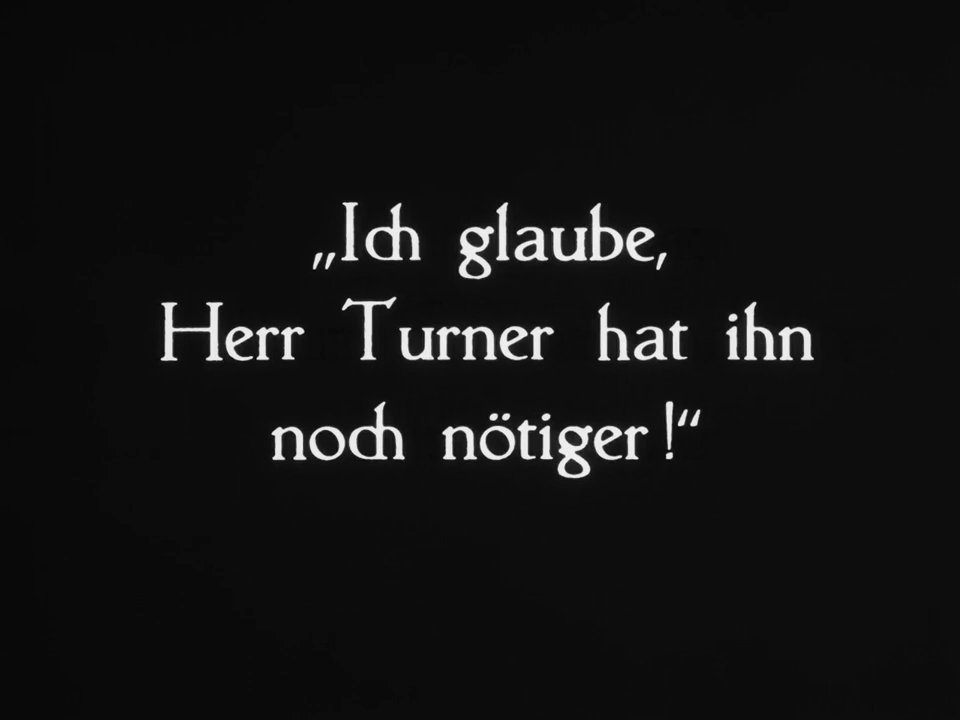 „Ich glaube,
Herr Turner hat ihn
noch nötiger!“